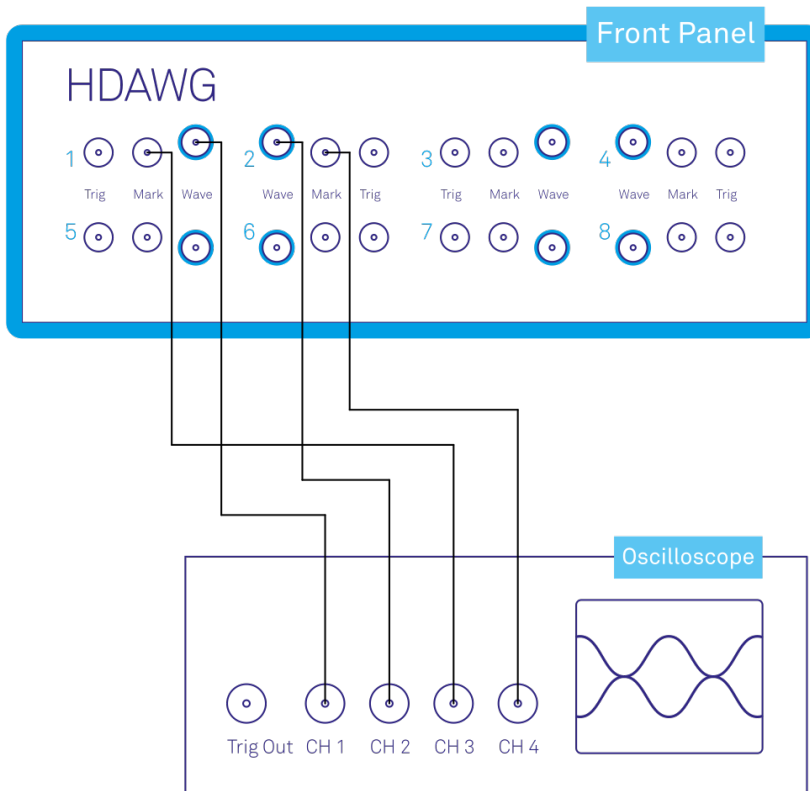 Front Panel
HDAWG
1 2 3 4
Trig Mark Wave Wave Mark Trig Trig Mark Wave Wave Mark Trig
5 6 7 8
Oscilloscope
Trig Out CH 1 CH 2 CH 3 CH 4